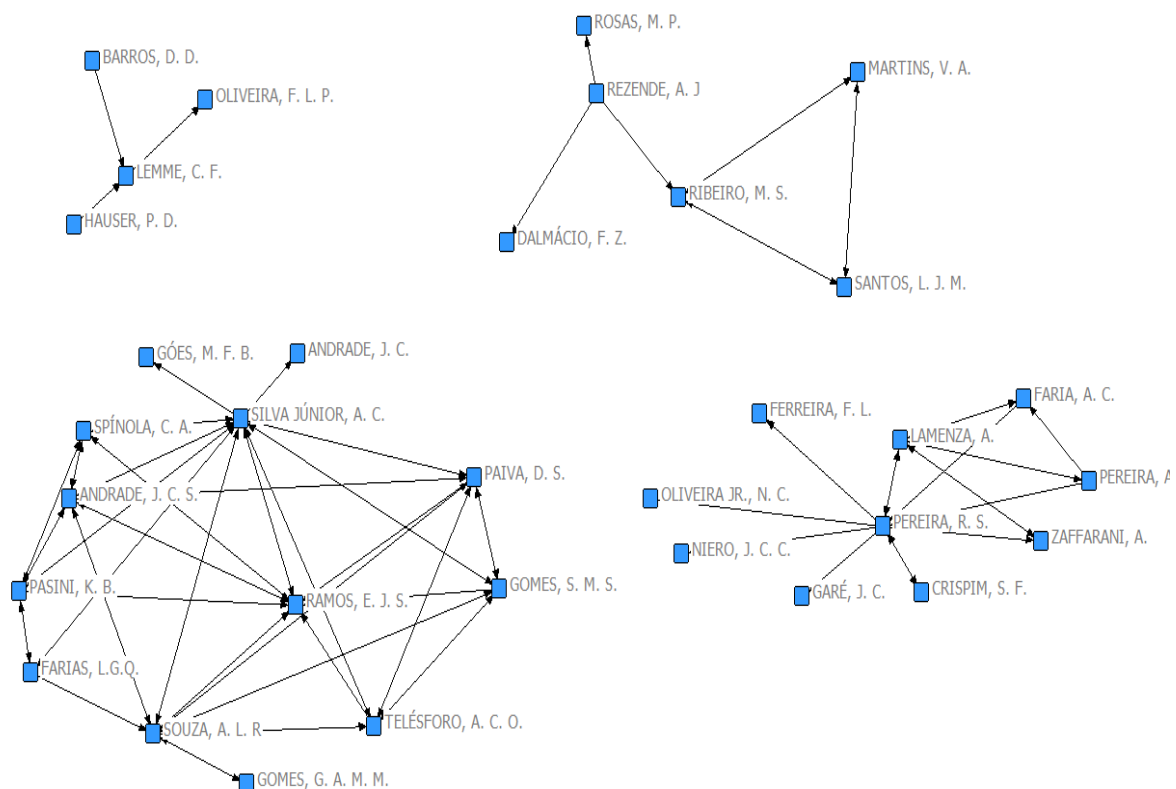 BARROS, D. D.
OLIVEIRA, F. L. P.
LEMME, C. F.
HAUSER, P. D.
ROSAS, M. P.
MARTINS, V. A.
REZENDE, A. J
RIBEIRO, M. S.
DALMÁCIO, F. Z.
SANTOS, L. J. M.
GÓES, M. F. B.
ANDRADE, J. C.
SILVA JÚNIOR, A. C.
SPÍNOLA, C. A.
PAIVA, D. S.
ANDRADE, J. C. S.
PASINI, K. B.
RAMOS, E. J. S.
GOMES, S. M. S.
FARIAS, L.G.Q.
SOUZA, A. L. R
TELÉSFORO, A. C. O.
GOMES, G. A. M. M.
FARIA, A. C.
FERREIRA, F. L.
LAMENZA, A.
PEREIRA, A
OLIVEIRA JR., N. C.
PEREIRA, R. S.
ZAFFARANI, A.
NIERO, J. C. C.
GARÉ, J. C.
CRISPIM, S. F.